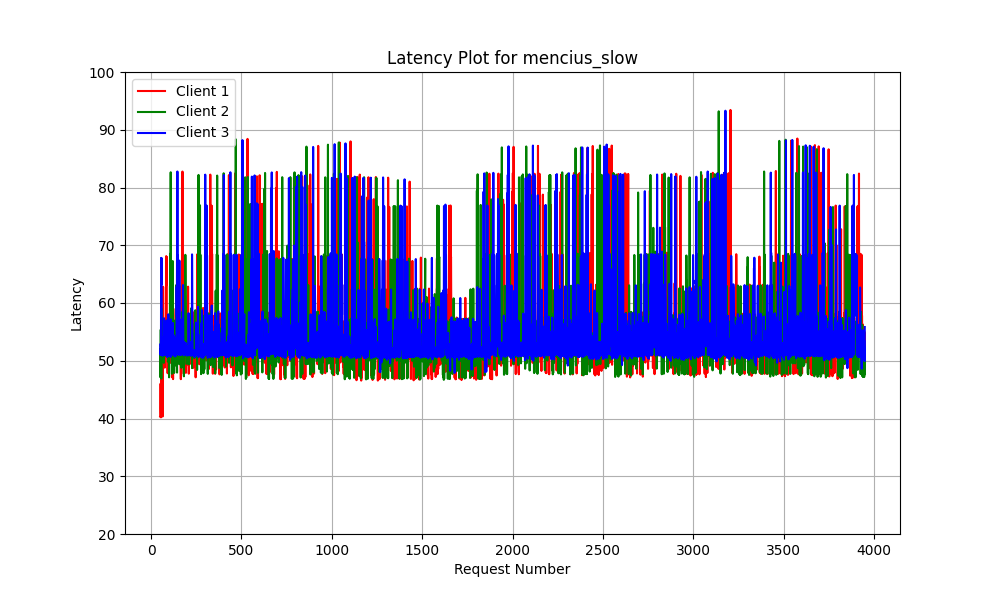 Latency Plot for mencius_slow
Client 1
Client 2
Client 3
100
90
80
70
60
50
40
30
20
Latency
0 500 1000 1500 2000 2500 3000 3500 4000
Request Number